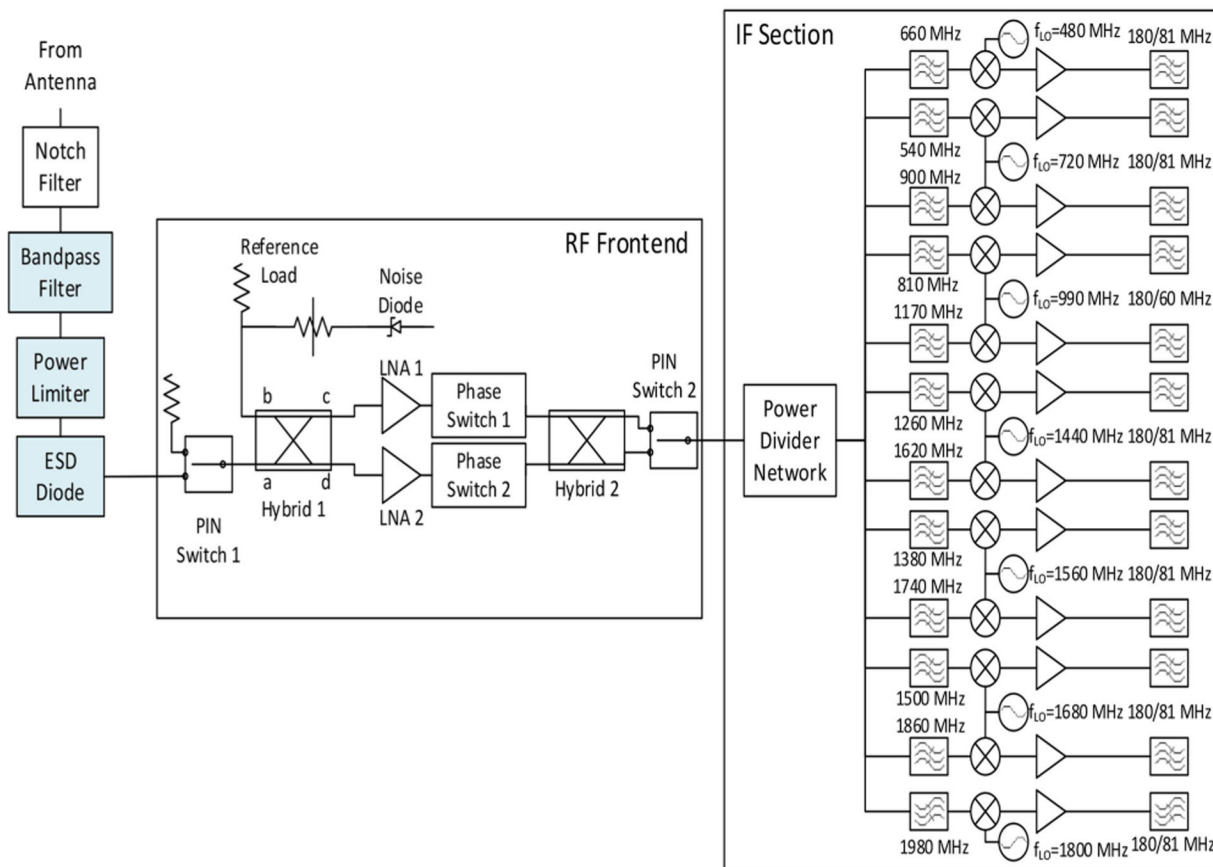 From
Antenna
Notch
Filter
Bandpass
Filter
Power
Limiter
ESD
Diode
PIN
Switch 1
RF Frontend
Reference
Load
Noise
Diode
b
c
a
d
Hybrid 1
LNA 1
LNA 2
Phase
Switch 1
Phase
Switch 2
Hybrid 2
PIN
Switch 2
IF Section
Power
Divider
Network
660 MHz
fLO=480 MHz
180/81 MHz
540 MHz
900 MHz
fLO=720 MHz
180/81 MHz
810 MHz
1170 MHz
fLO=990 MHz
180/60 MHz
1260 MHz
1620 MHz
fLO=1440 MHz
180/81 MHz
1380 MHz
1740 MHz
fLO=1560 MHz
180/81 MHz
1500 MHz
1860 MHz
fLO=1680 MHz
180/81 MHz
1980 MHz
fLO=1800 MHz
180/81 MHz